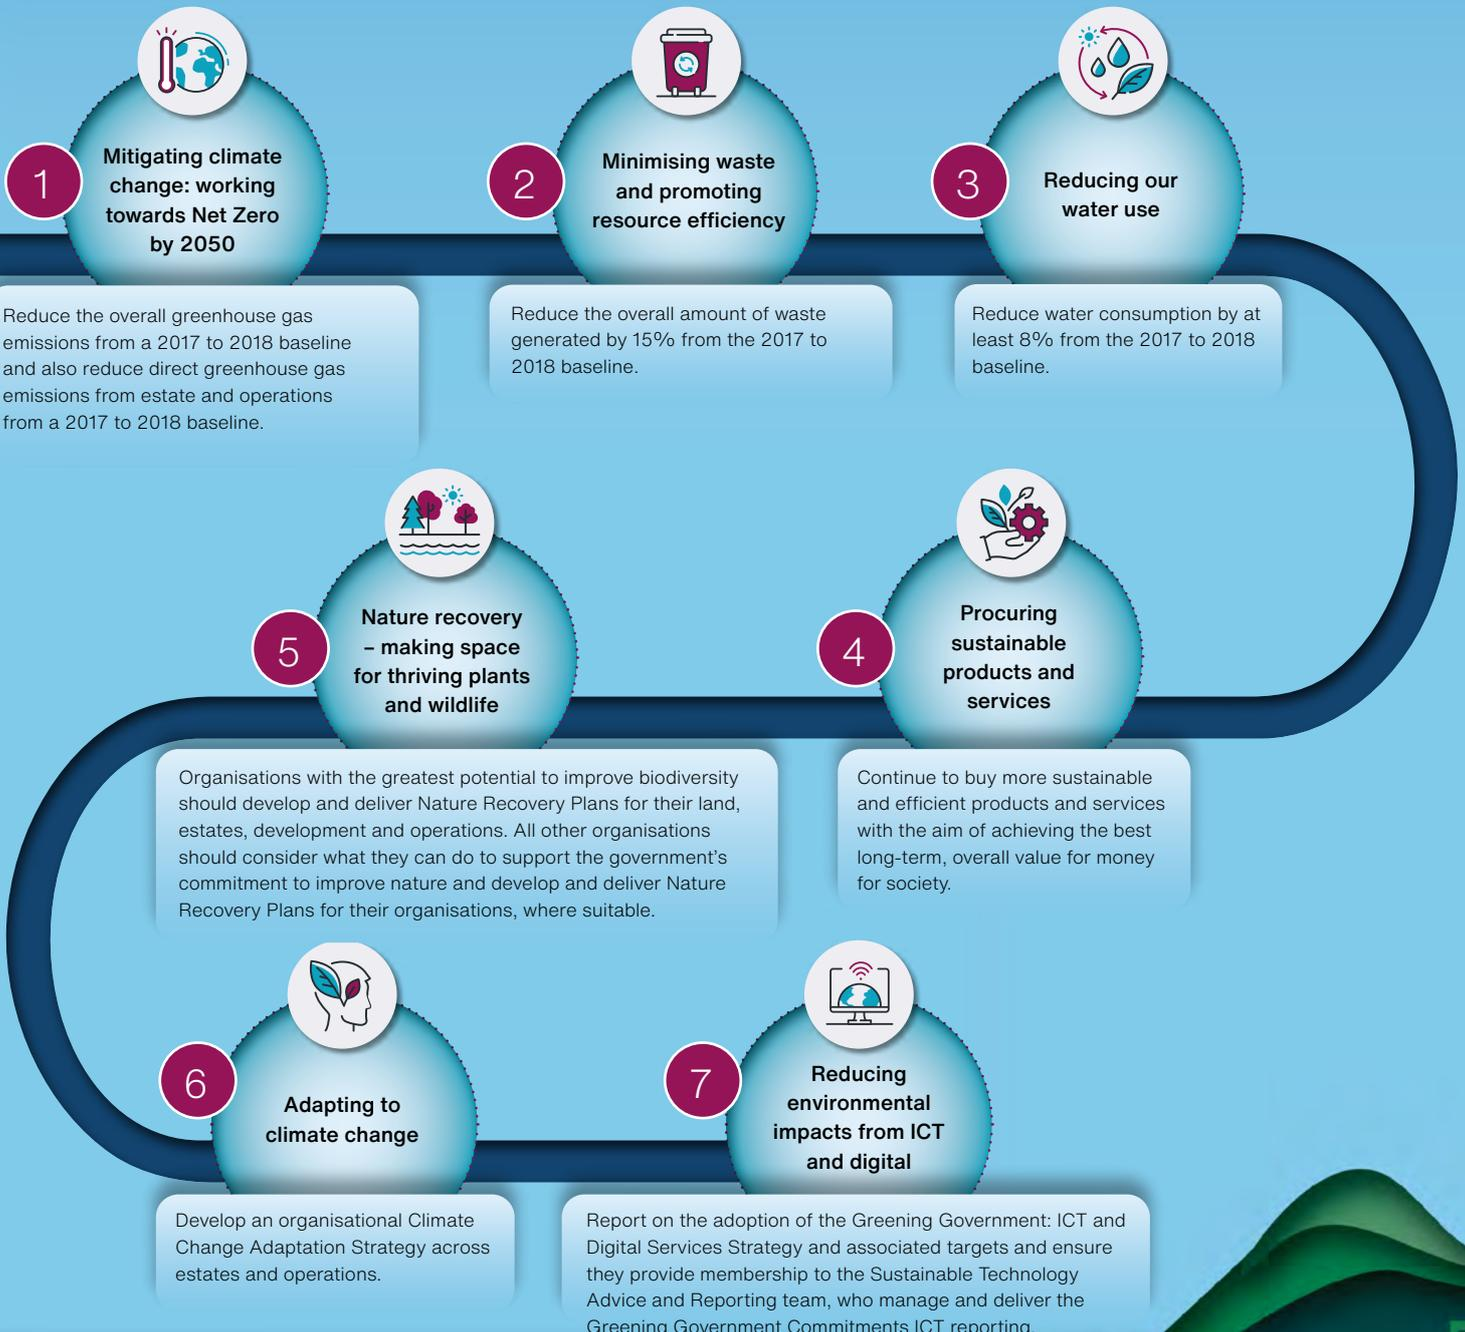 1
Mitigating climate
change: working
towards Net Zero
by 2050
Reduce the overall greenhouse gas
emissions from a 2017 to 2018 baseline
and also reduce direct greenhouse gas
emissions from estate and operations
from a 2017 to 2018 baseline.
2
Minimising waste
and promoting
resource efficiency
Reduce the overall amount of waste
generated by 15% from the 2017 to
2018 baseline.
3
Reducing our
water use
Reduce water consumption by at
least 8% from the 2017 to 2018
baseline.
4
Procuring
sustainable
products and
services
Continue to buy more sustainable
and efficient products and services
with the aim of achieving the best
long-term, overall value for money
for society.
5
Nature recovery
– making space
for thriving plants
and wildlife
Organisations with the greatest potential to improve biodiversity
should develop and deliver Nature Recovery Plans for their land,
estates, development and operations. All other organisations
should consider what they can do to support the government’s
commitment to improve nature and develop and deliver Nature
Recovery Plans for their organisations, where suitable.
6
Adapting to
climate change
Develop an organisational Climate
Change Adaptation Strategy across
estates and operations.
7
Reducing
environmental
impacts from ICT
and digital
Report on the adoption of the Greening Government: ICT and
Digital Services Strategy and associated targets and ensure
they provide membership to the Sustainable Technology
Advice and Reporting team, who manage and deliver the
Greening Government Commitments ICT reporting.